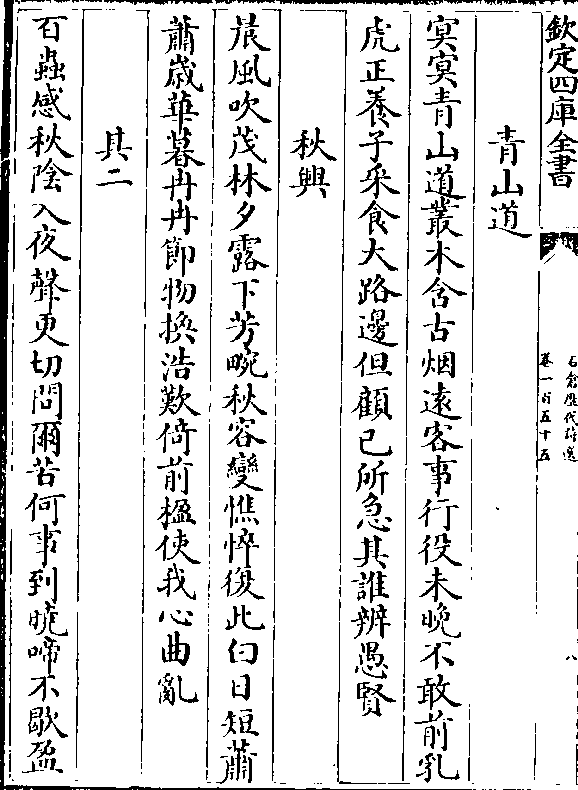 欽定四庫全書
石倉歷代詩選
卷一百五十五
八
青山道
冥冥青山道叢木含古烟遠客事行役未晚不敢前乳
虎正養子采食大路邊但顧已所急其誰辨愚賢
秋興
晨風吹茂林夕露下芳畹秋容變憔悴復此白日短蕭
蕭歲華暮冉冉節物換浩歎倚前楹使我心曲亂
其二
百蟲感秋陰入夜聲更切問爾苦何事到曉啼不歇盈